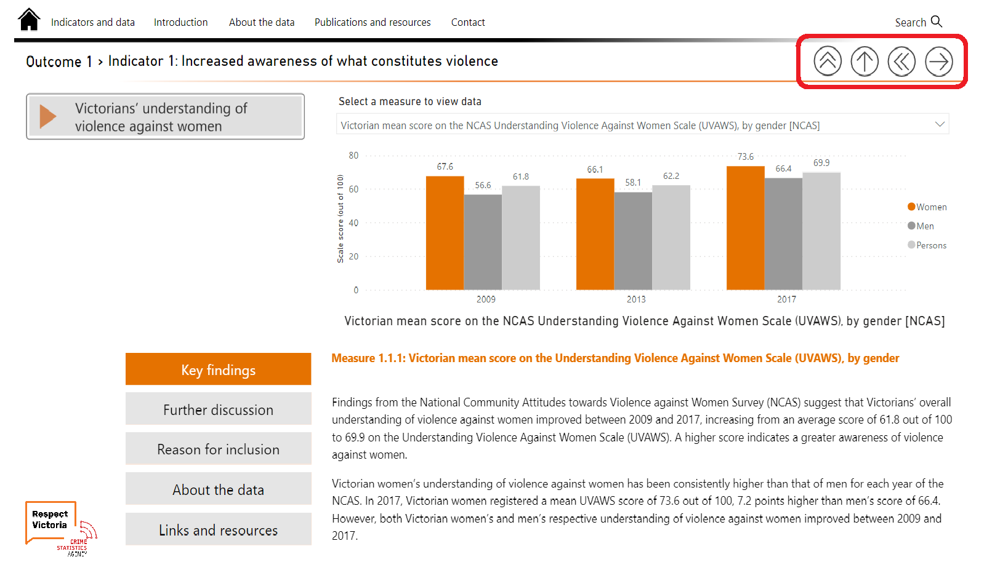 Indicators and data Introduction About the data Publications and resources Contact Search
Outcome 1 > Indicator 1: Increased awareness of what constitutes violence
Victorians’ understanding of
violence against women
Select a measure to view data
Victorian mean score on the NCAS Understanding Violence Against Women Scale (UVAWS), by gender [NCAS]
Scale score (out of 100)
80
60
40
20
0
67.6 56.6 61.8
66.1 58.1 62.2
73.6 66.4 69.9
2009 2013 2017
Women
Men
Persons
Victorian mean score on the NCAS Understanding Violence Against Women Scale (UVAWS), by gender [NCAS]
Key findings
Further discussion
Reason for inclusion
About the data
Links and resources
Measure 1.1.1: Victorian mean score on the Understanding Violence Against Women Scale (UVAWS), by gender
Findings from the National Community Attitudes towards Violence against Women Survey (NCAS) suggest that Victorians’ overall
understanding of violence against women improved between 2009 and 2017, increasing from an average score of 61.8 out of 100
to 69.9 on the Understanding Violence Against Women Scale (UVAWS). A higher score indicates a greater awareness of violence
against women.
Victorian women’s understanding of violence against women has been consistently higher than that of men for each year of the
NCAS. In 2017, Victorian women registered a mean UVAWS score of 73.6 out of 100, 7.2 points higher than men’s score of 66.4.
However, both Victorian women’s and men’s respective understanding of violence against women improved between 2009 and
2017.
Respect
Victoria
CRIME
STATISTICS
AGENCY